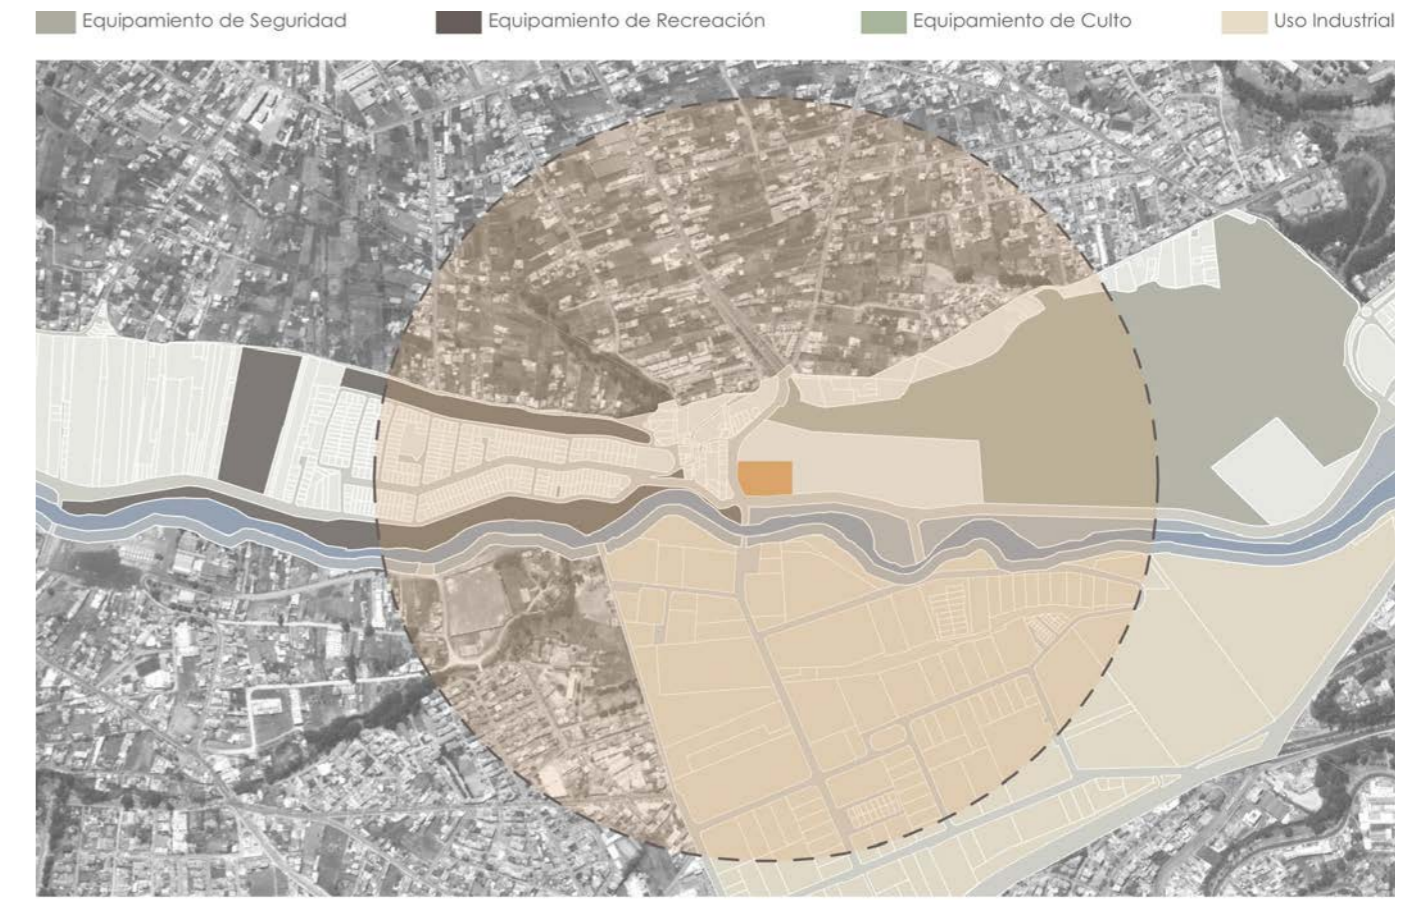 Equipamiento de Seguridad
Equipamiento de Recreación
Equipamiento de Culto
Uso Industrial